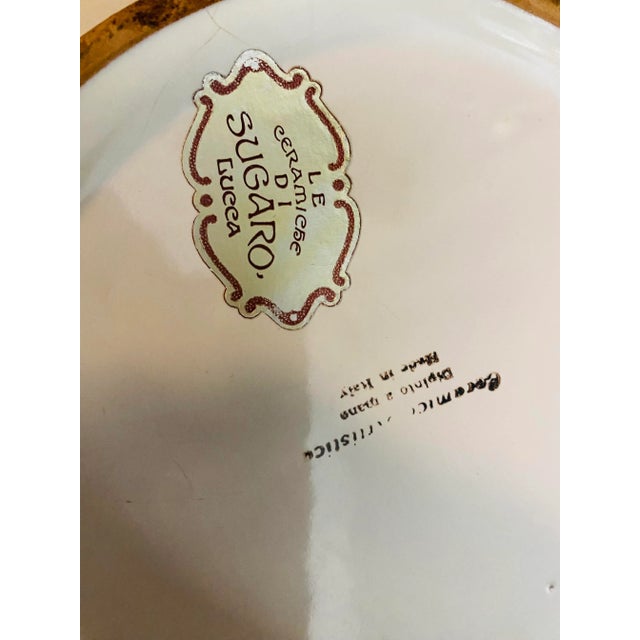 LE
CERAMICHE
DI
SUGARO,
LUCCA
Ceramica Artistica
Dipinto a mano
Made in Italy